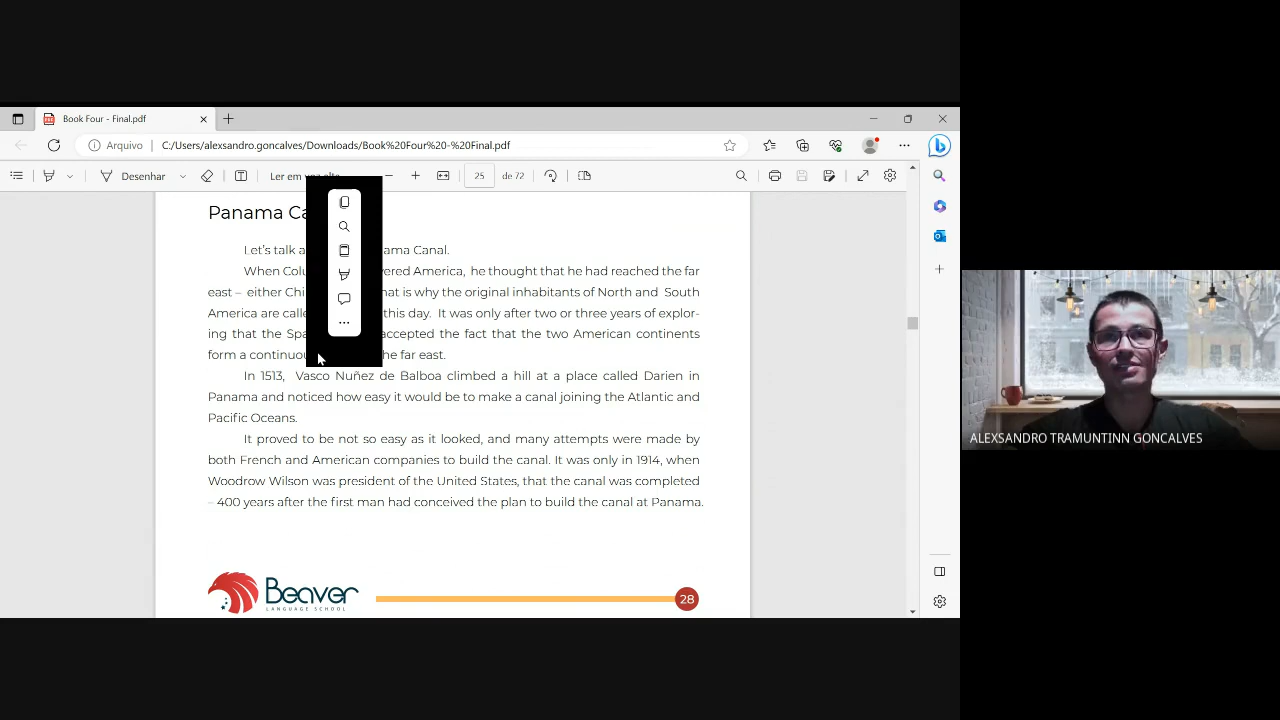 Book Four - Final.pdf
Arquivo | C:/Users/alexsandro.goncalves/Downloads/Book%20Four%20-%20Final.pdf
Desenhar
Ler em 25 de 72
Panama
Let's talk ama Canal.
When vered America, he thought that he had reached the far
east – either hat is why the original inhabitants of North and South
America are this day. It was only after two or three years of explor-
ing that the accepted the fact that the two American continents
form a he far east.
In 1513, Vasco Nuñez de Balboa climbed a hill at a place called Darien in
Panama and noticed how easy it would be to make a canal joining the Atlantic and
Pacific Oceans.
It proved to be not so easy as it looked, and many attempts were made by
both French and American companies to build the canal. It was only in 1914, when
Woodrow Wilson was president of the United States, that the canal was completed
– 400 years after the first man had conceived the plan to build the canal at Panama.
Beaver
LANGUAGE SCHOOL
28
ALEXSANDRO TRAMUNTINN GONCALVES